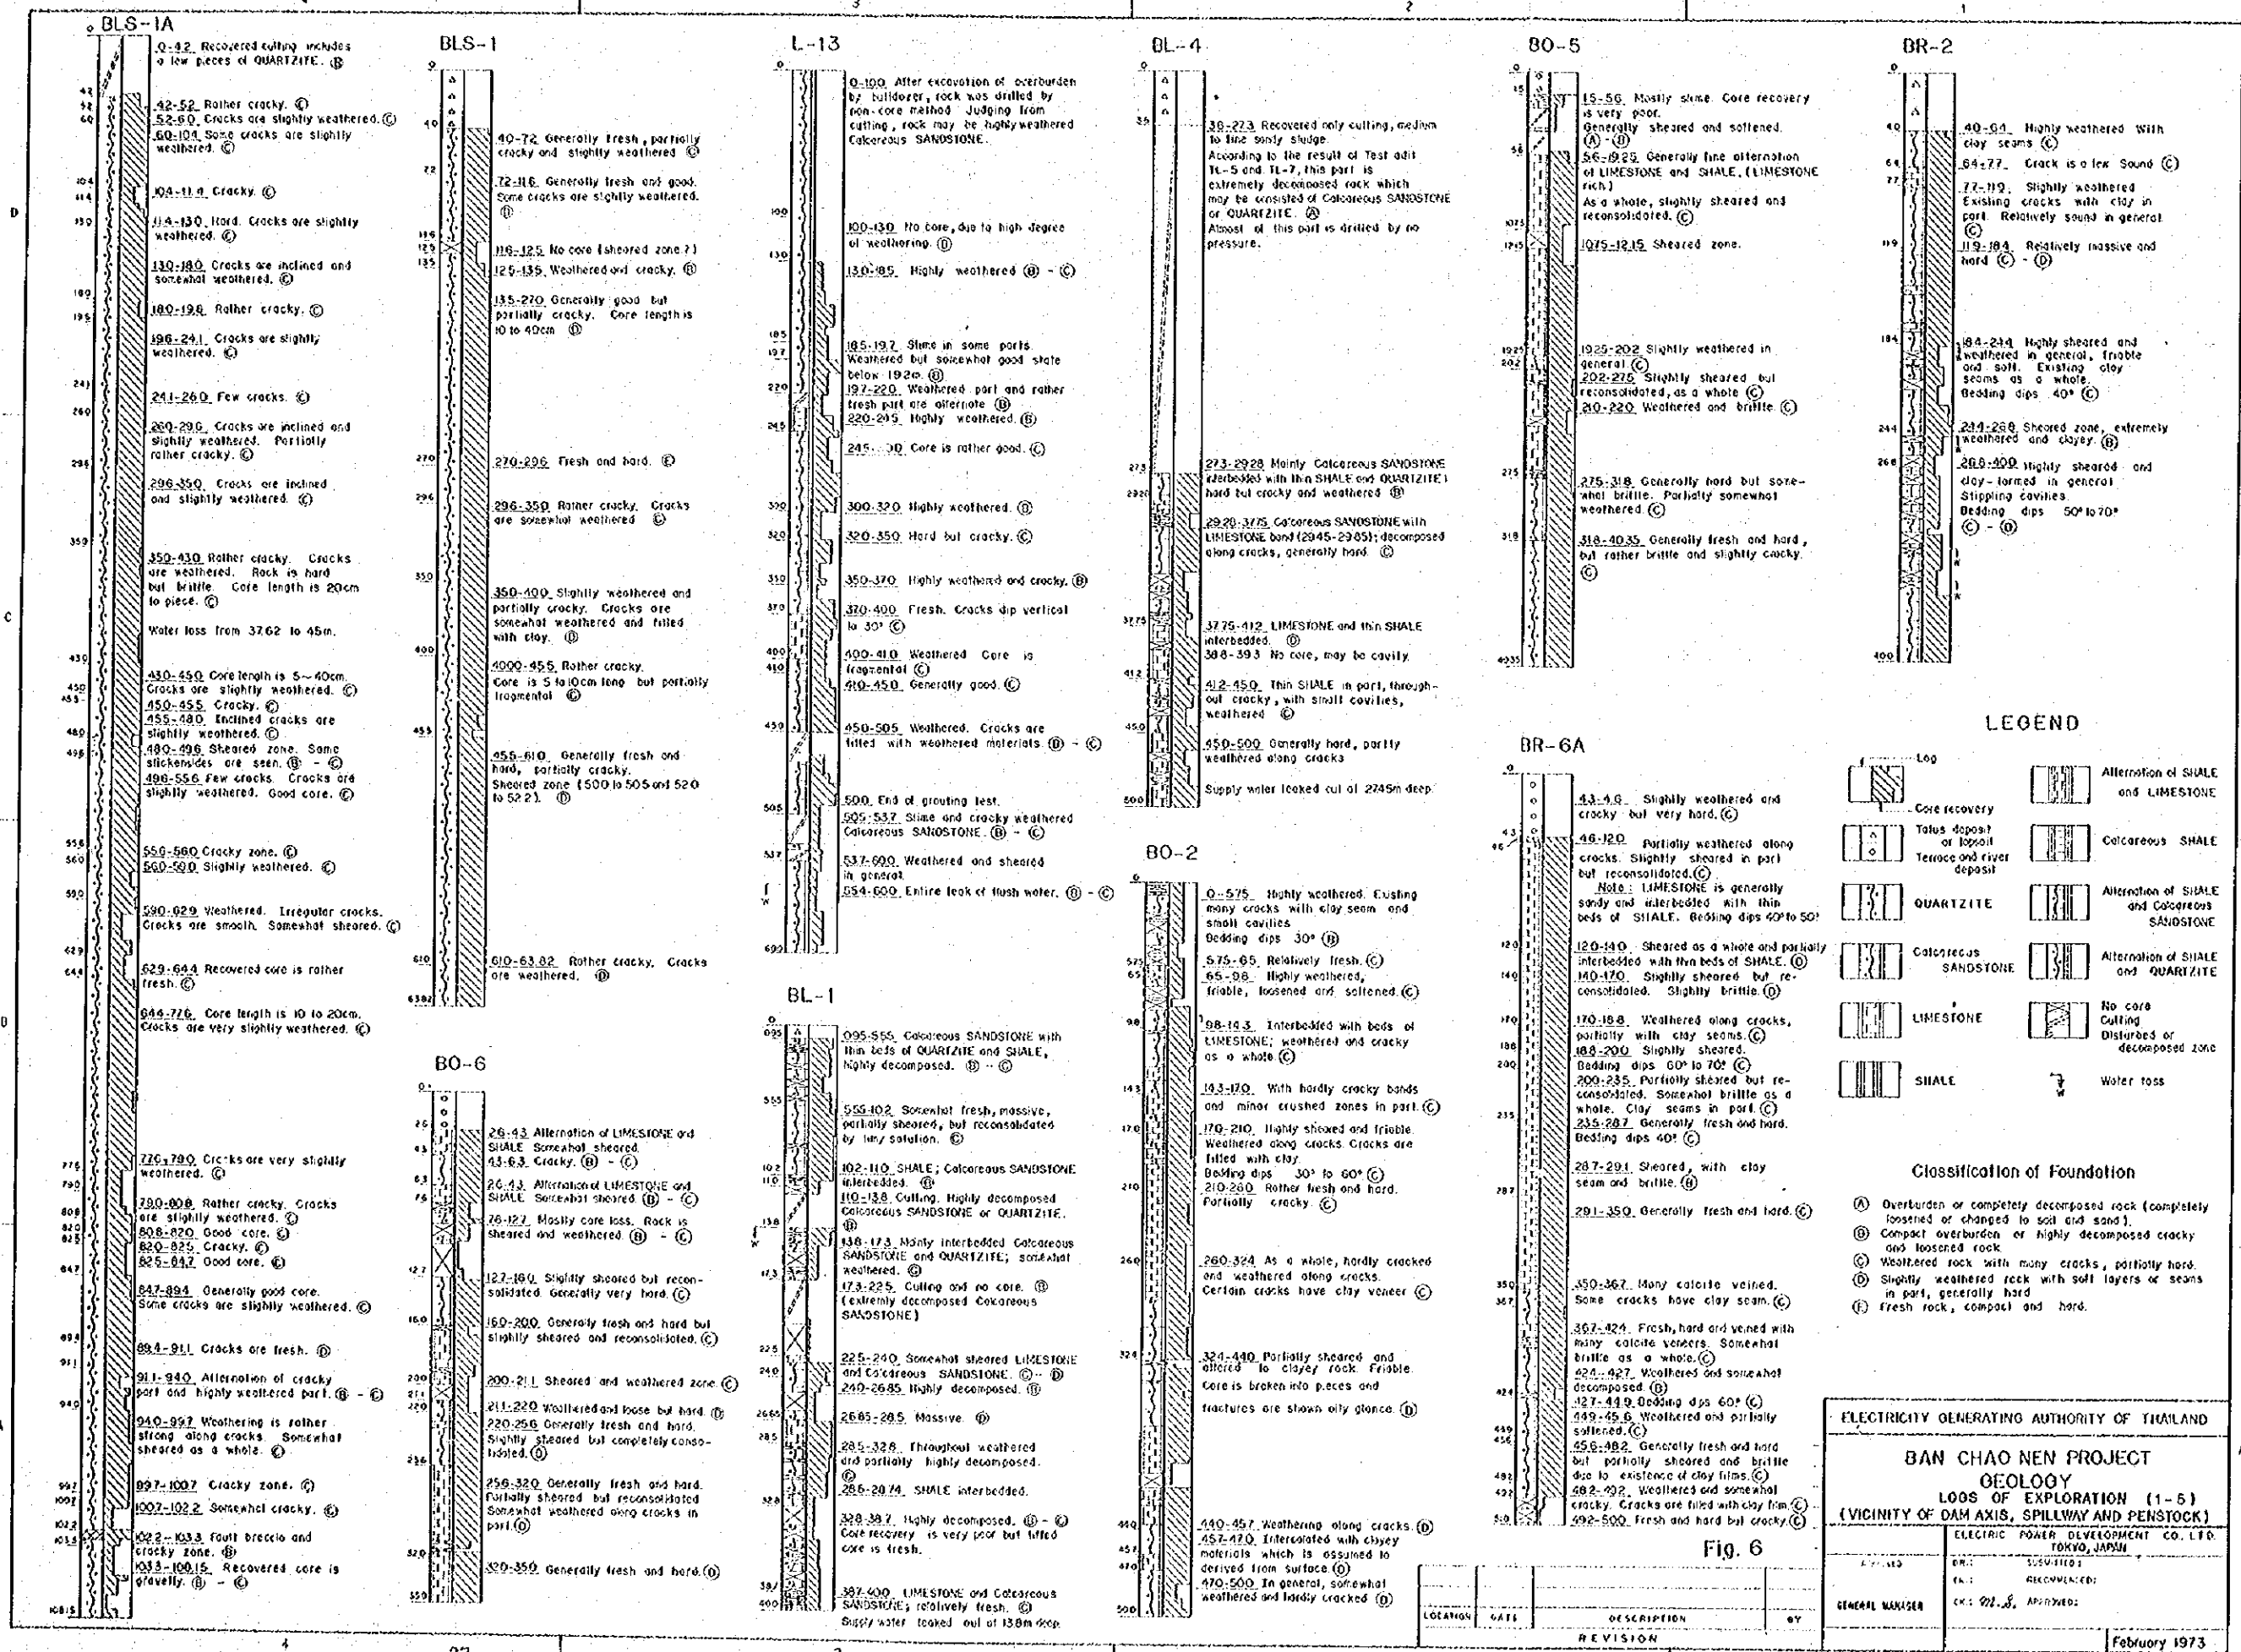 BLS-1A
0-42 Recovered cutting includes
a few pieces of QUARTZITE. Ⓑ
42-52 Rather cracky. Ⓒ
52-60 Cracks are slightly weathered. Ⓒ
60-104 Some cracks are slightly
weathered. Ⓒ
104-114 Cracky. Ⓒ
114-130 Hard. Cracks are slightly
weathered. Ⓒ
130-180 Cracks are inclined and
somewhat weathered. Ⓒ
180-196 Rather cracky. Ⓒ
196-241 Cracks are slightly
weathered. Ⓒ
241-260 Few cracks. Ⓒ
260-296 Cracks are inclined and
slightly weathered. Partially
rather cracky. Ⓒ
296-350 Cracks are inclined
and slightly weathered. Ⓒ
350-430 Rather cracky. Cracks
are weathered. Rock is hard
but brittle. Core length is 20cm
to piece. Ⓒ
Water loss from 37.62 to 45m.
430-450 Core length is 5~40cm.
Cracks are slightly weathered. Ⓒ
450-455 Cracky. Ⓒ
455-480 Inclined cracks are
slightly weathered. Ⓒ
480-496 Sheared zone. Some
slickensides are seen. Ⓑ - Ⓒ
496-556 Few cracks. Cracks are
slightly weathered. Good core. Ⓒ
556-560 Cracky zone. Ⓒ
560-590 Slightly weathered. Ⓒ
590-629 Weathered. Irregular cracks.
Cracks are smooth. Somewhat sheared. Ⓒ
629-644 Recovered core is rather
fresh. Ⓒ
644-776 Core length is 10 to 20cm.
Cracks are very slightly weathered. Ⓒ
776-790 Cracks are very slightly
weathered. Ⓒ
790-808 Rather cracky. Cracks
are slightly weathered. Ⓒ
808-820 Good core. Ⓒ
820-825 Cracky. Ⓒ
825-847 Good core. Ⓒ
847-894 Generally good core.
Some cracks are slightly weathered. Ⓒ
894-911 Cracks are fresh. Ⓓ
911-940 Alternation of cracky
part and highly weathered part. Ⓑ - Ⓒ
940-997 Weathering is rather
strong along cracks. Somewhat
sheared as a whole. Ⓒ
997-1007 Cracky zone. Ⓒ
1007-1022 Somewhat cracky. Ⓒ
1022-1033 Fault breccia and
cracky zone. Ⓑ
1033-10815 Recovered core is
gravelly. Ⓑ - Ⓒ
BLS-1
40-72 Generally fresh, partially
cracky and slightly weathered Ⓒ
72-116 Generally fresh and good.
Some cracks are slightly weathered.
Ⓓ
116-125 No core (sheared zone?)
125-135 Weathered and cracky. Ⓑ
135-270 Generally good but
partially cracky. Core length is
10 to 40cm Ⓓ
270-296 Fresh and hard. Ⓔ
296-350 Rather cracky. Cracks
are somewhat weathered Ⓒ
350-400 Slightly weathered and
partially cracky. Cracks are
somewhat weathered and filled
with clay. Ⓓ
4000-455 Rather cracky.
Core is 5 to 10cm long but partially
fragmental Ⓒ
455-610 Generally fresh and
hard, partially cracky.
Sheared zone (500 to 505 and 520
to 522). Ⓓ
610-63.82 Rather cracky. Cracks
are weathered. Ⓓ
BO-6
26-43 Alternation of LIMESTONE and
SHALE Somewhat sheared.
43-63 Cracky. Ⓑ - Ⓒ
26-43 Alternation of LIMESTONE and
SHALE Somewhat sheared Ⓑ - Ⓒ
76-127 Mostly core loss. Rock is
sheared and weathered. Ⓑ - Ⓒ
127-160 Slightly sheared but recon-
solidated. Generally very hard. Ⓒ
160-200 Generally fresh and hard but
slightly sheared and reconsolidated. Ⓒ
200-211 Sheared and weathered zone. Ⓒ
211-220 Weathered and loose but hard. Ⓑ
220-256 Generally fresh and hard.
Slightly sheared but completely conso-
lidated. Ⓓ
256-320 Generally fresh and hard.
Partially sheared but reconsolidated
Somewhat weathered along cracks in
part. Ⓓ
320-350 Generally fresh and hard. Ⓓ
L-13
0-100 After excavation of overburden
by bulldozer, rock was drilled by
non-core method Judging from
cutting, rock may be highly weathered
Calcareous SANDSTONE.
100-130 No core, due to high degree
of weathering. Ⓑ
130-185 Highly weathered Ⓑ - Ⓒ
185-197 Slime in some parts.
Weathered but somewhat good state
below 192m. Ⓑ
197-220 Weathered part and rather
fresh part are alternate Ⓑ
220-245 Highly weathered. Ⓑ
Core is rather good. Ⓒ
300-320 Highly weathered. Ⓑ
320-350 Hard but cracky. Ⓒ
350-370 Highly weathered and cracky. Ⓑ
370-400 Fresh. Cracks dip vertical
to 30° Ⓒ
400-410 Weathered Core is
fragmental Ⓒ
410-450 Generally good. Ⓒ
450-505 Weathered. Cracks are
filled with weathered materials. Ⓑ - Ⓒ
500 End of grouting test.
505-537 Slime and cracky weathered
Calcareous SANDSTONE. Ⓑ - Ⓒ
537-600 Weathered and sheared
in general.
554-600 Entire leak of flush water. Ⓑ - Ⓒ
BL-1
095-555 Calcareous SANDSTONE with
thin beds of QUARTZITE and SHALE,
highly decomposed. Ⓑ - Ⓒ
555-102 Somewhat fresh, massive,
partially sheared, but reconsolidated
by limy solution. Ⓒ
102-110 SHALE; Calcareous SANDSTONE
interbedded. Ⓑ
110-138 Cutting. Highly decomposed
Calcareous SANDSTONE or QUARTZITE.
Ⓑ
138-173 Mainly interbedded Calcareous
SANDSTONE and QUARTZITE; somewhat
weathered. Ⓒ
173-225 Cutting and no core. Ⓑ
(extremly decomposed Calcareous
SANDSTONE)
225-240 Somewhat sheared LIMESTONE
and Calcareous SANDSTONE. Ⓒ - Ⓓ
240-2685 Highly decomposed. Ⓑ
2685-285 Massive. Ⓓ
285-328 Throughout weathered
and partially highly decomposed.
Ⓒ
SHALE interbedded.
328-387 Highly decomposed. Ⓑ - Ⓒ
Core recovery is very poor but lifted
core is fresh.
387-400 LIMESTONE and Calcareous
SANDSTONE; relatively fresh. Ⓒ
Supply water leaked out of 13.8m deep
BL-4
38-273 Recovered only cutting, medium
to fine sandy sludge.
According to the result of Test adit
TL-5 and TL-7, this part is
extremely decomposed rock which
may be consisted of Calcareous SANDSTONE
or QUARTZITE. Ⓐ
Almost of this part is drilled by no
pressure.
273-2928 Mainly Calcareous SANDSTONE
interbedded with thin SHALE and QUARTZITE;
hard but cracky and weathered Ⓑ
2928-3775 Calcareous SANDSTONE with
LIMESTONE band (2945-2985); decomposed
along cracks, generally hard. Ⓒ
3775-412 LIMESTONE and thin SHALE
interbedded. Ⓓ
388-393 No core, may be cavity.
412-450 Thin SHALE in part, through-
out cracky, with small cavities,
weathered Ⓒ
450-500 Generally hard, partly
weathered along cracks
Supply water leaked out of 27.45m deep.
BO-2
0-575 Highly weathered. Existing
many cracks with clay seam and
small cavities
Bedding dips 30° Ⓑ
575-65 Relatively fresh. Ⓒ
65-98 Highly weathered,
friable, loosened and softened. Ⓒ
98-143 Interbedded with beds of
LIMESTONE; weathered and cracky
as a whole. Ⓒ
143-170 With hardly cracky bands
and minor crushed zones in part. Ⓒ
170-210 Highly sheared and friable.
Weathered along cracks. Cracks are
filled with clay.
Bedding dips 30° to 60° Ⓒ
210-260 Rather fresh and hard.
Partially cracky. Ⓒ
260-324 As a whole, hardly cracked
and weathered along cracks.
Certain cracks have clay veneer Ⓒ
324-440 Partially sheared and
altered to clayey rock. Friable.
Core is broken into pieces and
fractures are shown oily glance. Ⓓ
440-457 Weathering along cracks. Ⓓ
457-470 Intercalated with clayey
materials which is assumed to
derived from surface. Ⓓ
470-500 In general, somewhat
weathered and hardly cracked Ⓓ
BO-5
15-56 Mostly slime. Core recovery
is very poor.
Generally sheared and softened.
Ⓐ - Ⓑ
56-1925 Generally fine alternation
of LIMESTONE and SHALE. (LIMESTONE
rich)
As a whole, slightly sheared and
reconsolidated. Ⓒ
1075-1215 Sheared zone.
1925-202 Slightly weathered in
general. Ⓒ
202-275 Slightly sheared but
reconsolidated, as a whole Ⓒ
210-220 Weathered and brittle. Ⓒ
275-318 Generally hard but some-
what brittle. Partially somewhat
weathered. Ⓒ
318-4035 Generally fresh and hard,
but rather brittle and slightly cracky.
Ⓒ
BR-6A
43-46 Slightly weathered and
cracky but very hard. Ⓒ
46-120 Partially weathered along
cracks. Slightly sheared in part
but reconsolidated. Ⓒ
Note: LIMESTONE is generally
sandy and interbedded with thin
beds of SHALE. Bedding dips 40° to 50°
120-140 Sheared as a whole and partially
interbedded with thin beds of SHALE. Ⓓ
140-170 Slightly sheared but re-
consolidated. Slightly brittle. Ⓓ
170-188 Weathered along cracks,
partially with clay seams. Ⓒ
188-200 Slightly sheared.
Bedding dips 60° to 70° Ⓒ
200-235 Partially sheared but re-
consolidated. Somewhat brittle as a
whole. Clay seams in part. Ⓒ
235-287 Generally fresh and hard.
Bedding dips 40° Ⓒ
287-291 Sheared, with clay
seam and brittle. Ⓑ
291-350 Generally fresh and hard. Ⓒ
350-367 Many calcite veined.
Some cracks have clay seam. Ⓒ
367-424 Fresh, hard and veined with
many calcite veneers. Somewhat
brittle as a whole. Ⓒ
424-427 Weathered and somewhat
decomposed. Ⓑ
427-449 Bedding dips 60° Ⓒ
449-456 Weathered and partially
softened. Ⓒ
456-482 Generally fresh and hard
but partially sheared and brittle
due to existence of clay films. Ⓒ
482-492 Weathered and somewhat
cracky. Cracks are filled with clay film. Ⓒ
492-500 Fresh and hard but cracky. Ⓒ
BR-2
40-64 Highly weathered with
clay seams Ⓒ
64-77 Crack is a few Sound Ⓒ
77-119 Slightly weathered
Existing cracks with clay in
part. Relatively sound in general
Ⓒ
119-184 Relatively massive and
hard Ⓒ - Ⓓ
184-244 Highly sheared and
weathered in general, friable
and soft. Existing clay
seams as a whole.
Bedding dips 40° Ⓒ
244-268 Sheared zone, extremely
weathered and clayey. Ⓑ
268-400 Highly sheared and
clay-formed in general
Stippling cavities.
Bedding dips 50° to 70°
Ⓒ - Ⓓ
LEGEND
Log
Core recovery
Talus deposit
or topsoil
Terrace and river
deposit
QUARTZITE
Calcareous
SANDSTONE
LIMESTONE
SHALE
Alternation of SHALE
and LIMESTONE
Calcareous SHALE
Alternation of SHALE
and Calcareous
SANDSTONE
Alternation of SHALE
and QUARTZITE
No core
Cutting
Disturbed or
decomposed zone
Water loss
Classification of Foundation
Ⓐ Overburden or completely decomposed rock (completely
loosened or changed to soil and sand).
Ⓑ Compact overburden or highly decomposed cracky
and loosened rock
Ⓒ Weathered rock with many cracks, partially hard.
Ⓓ Slightly weathered rock with soft layers or seams
in part, generally hard
Ⓔ Fresh rock, compact and hard.
Fig. 6
ELECTRICITY GENERATING AUTHORITY OF THAILAND
BAN CHAO NEN PROJECT
GEOLOGY
LOGS OF EXPLORATION (1-5)
(VICINITY OF DAM AXIS, SPILLWAY AND PENSTOCK)
ELECTRIC POWER DEVELOPMENT CO. LTD.
TOKYO, JAPAN
GENERAL MANAGER
DR.: SUBMITTED:
RECOMMENDED:
CK.: M.S. APPROVED:
February 1973
LOCATION DATE DESCRIPTION BY
REVISION